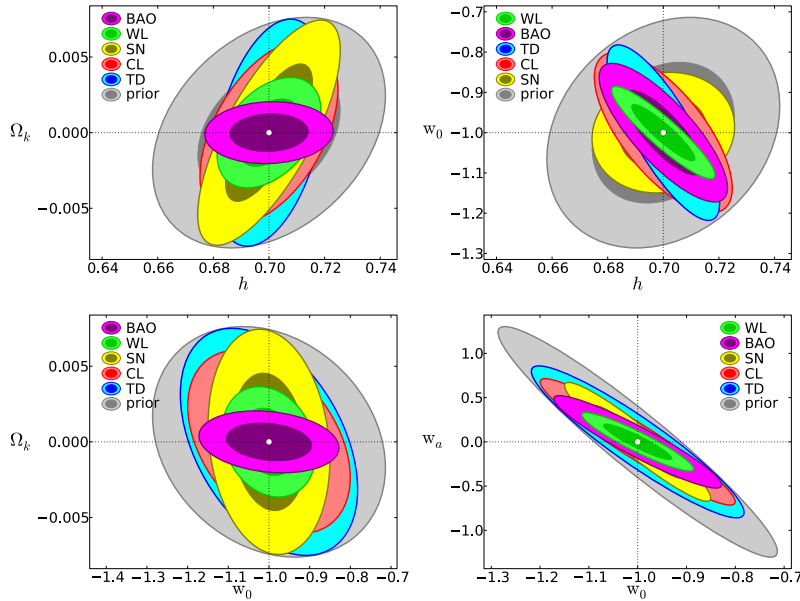 BAO
WL
SN
CL
TD
prior
0.005
0.000
−0.005
Ω_k
0.64 0.66 0.68 0.70 0.72 0.74
h
WL
BAO
TD
CL
SN
prior
−0.7
−0.8
−0.9
−1.0
−1.1
−1.2
−1.3
w_0
0.64 0.66 0.68 0.70 0.72 0.74
h
BAO
WL
SN
CL
TD
prior
0.005
0.000
−0.005
Ω_k
−1.4 −1.3 −1.2 −1.1 −1.0 −0.9 −0.8 −0.7
w_0
WL
BAO
SN
CL
TD
prior
1.0
0.5
0.0
−0.5
−1.0
w_a
−1.3 −1.2 −1.1 −1.0 −0.9 −0.8 −0.7
w_0